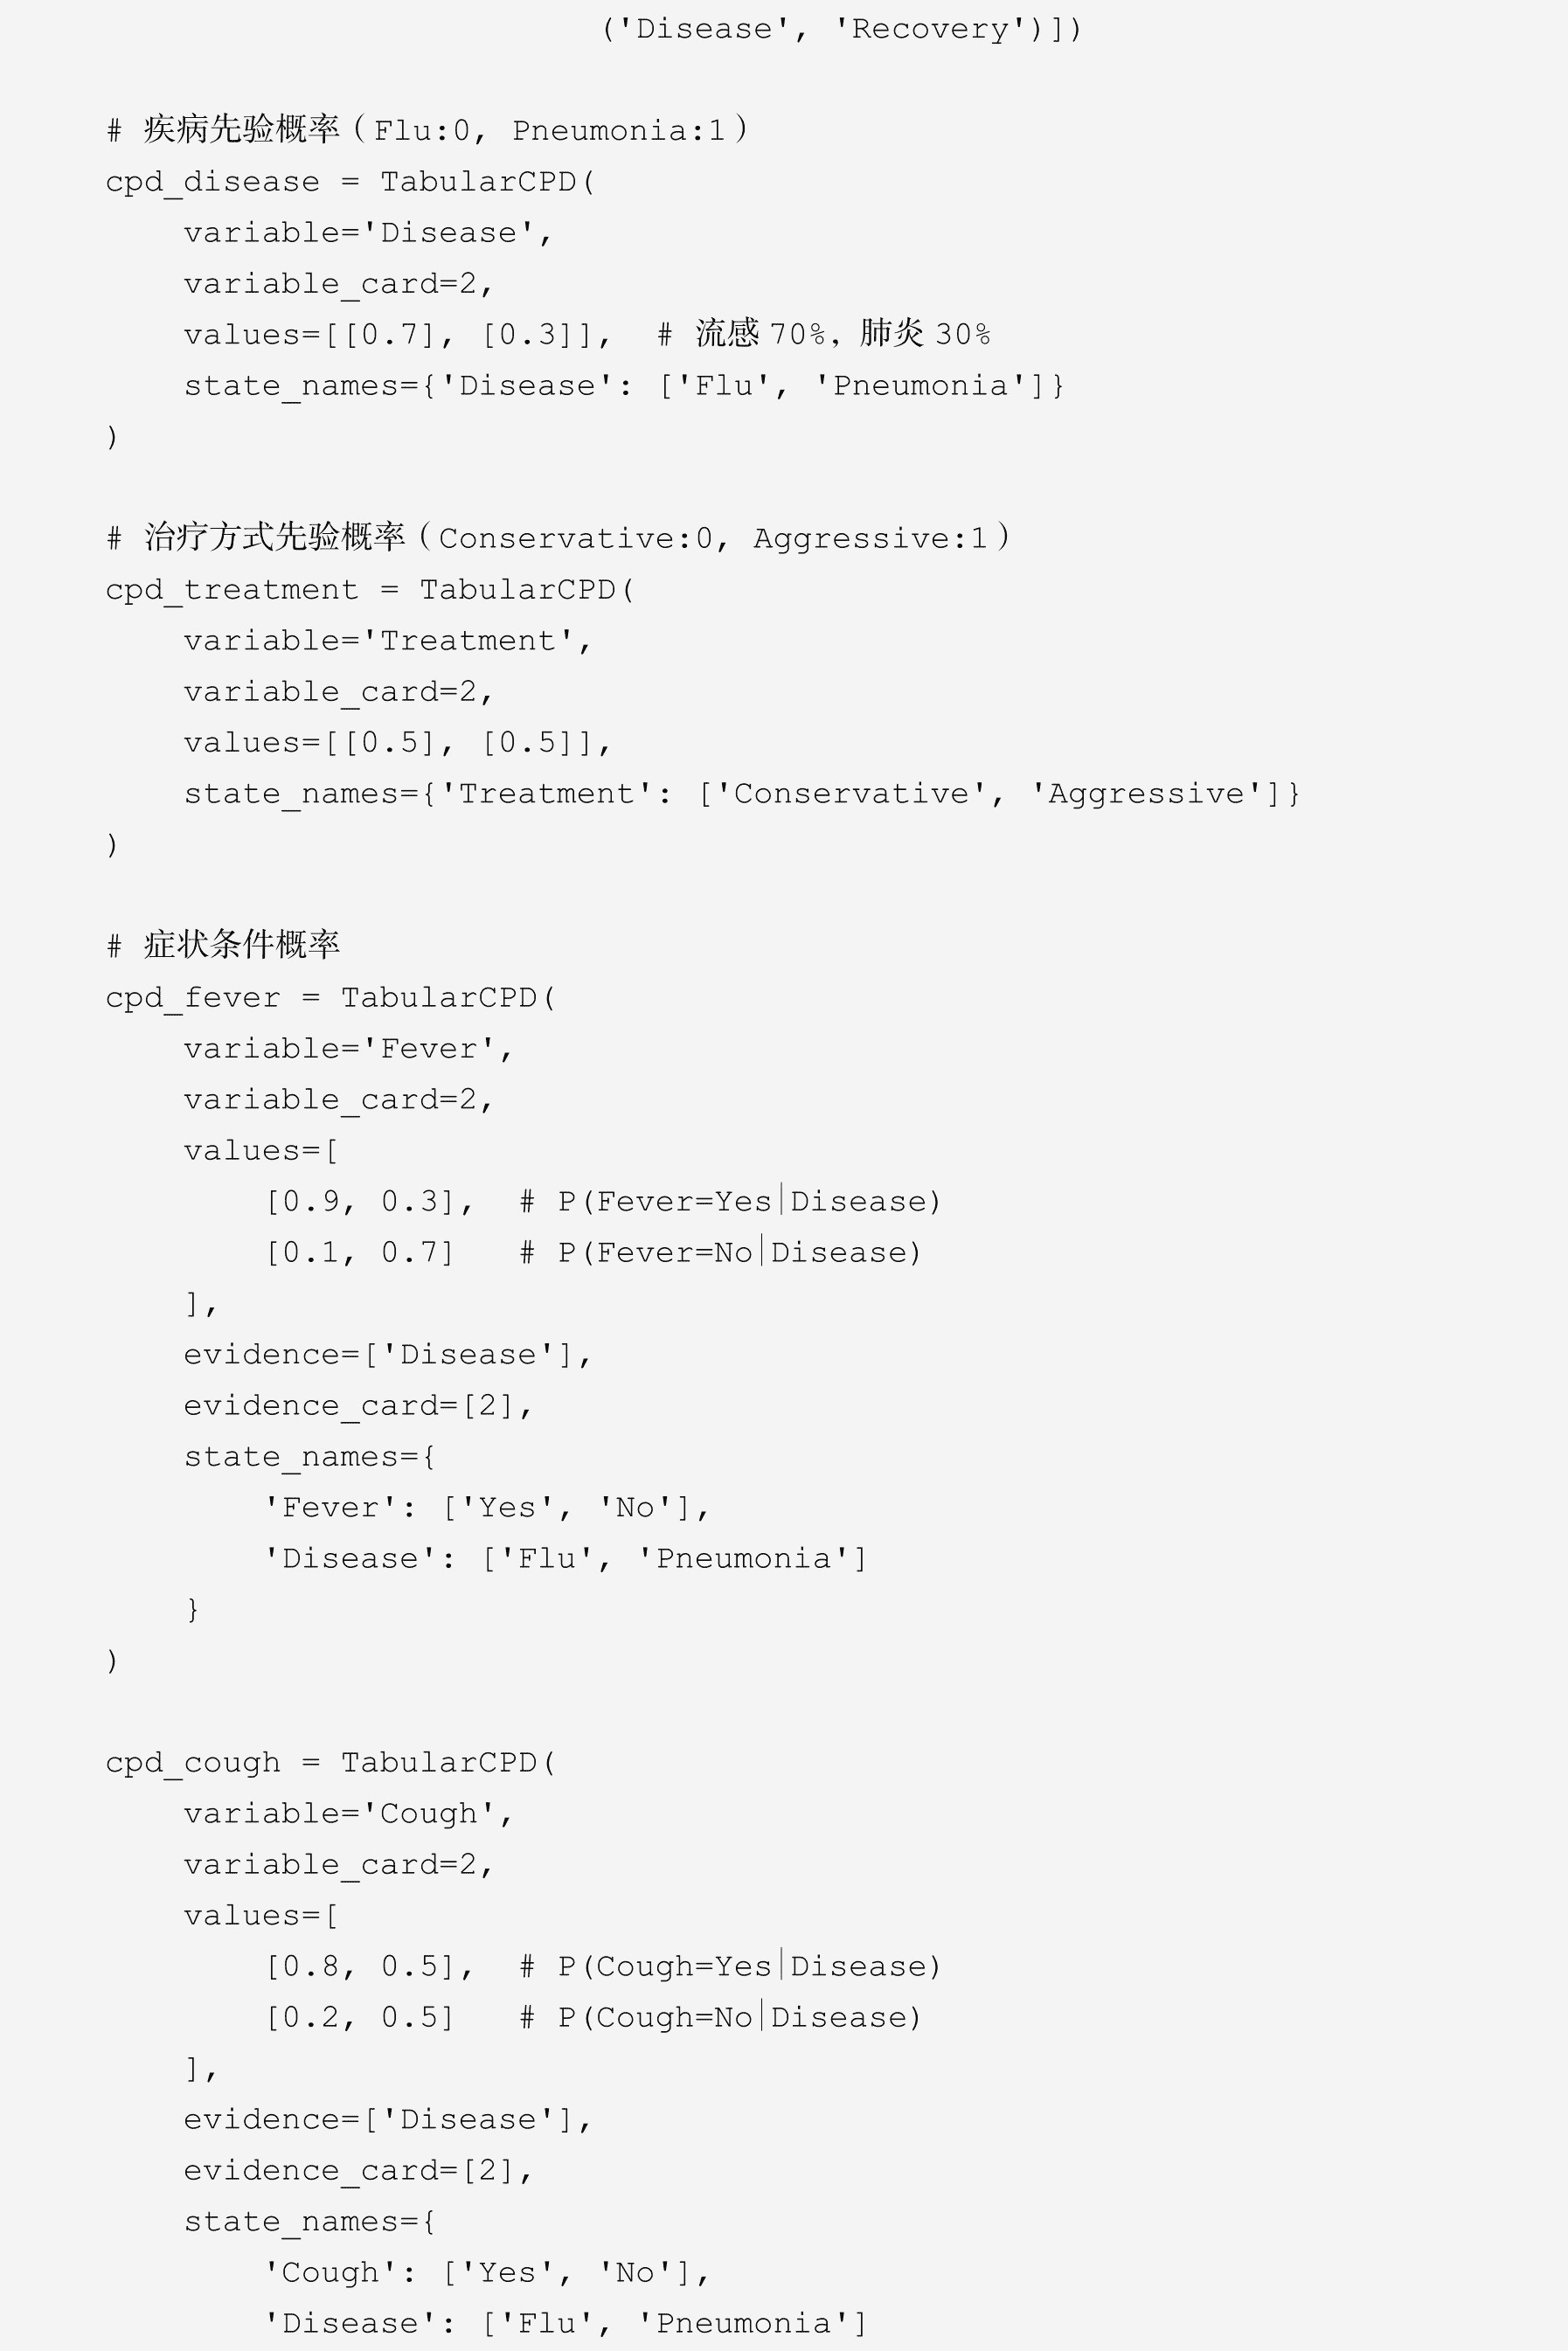 ('Disease', 'Recovery')])
# 疾病先验概率（Flu:0, Pneumonia:1）
cpd_disease = TabularCPD(
    variable='Disease',
    variable_card=2,
    values=[[0.7], [0.3]],  # 流感 70%, 肺炎 30%
    state_names={'Disease': ['Flu', 'Pneumonia']}
)
# 治疗方式先验概率（Conservative:0, Aggressive:1）
cpd_treatment = TabularCPD(
    variable='Treatment',
    variable_card=2,
    values=[[0.5], [0.5]],
    state_names={'Treatment': ['Conservative', 'Aggressive']}
)
# 症状条件概率
cpd_fever = TabularCPD(
    variable='Fever',
    variable_card=2,
    values=[
        [0.9, 0.3],  # P(Fever=Yes|Disease)
        [0.1, 0.7]   # P(Fever=No|Disease)
    ],
    evidence=['Disease'],
    evidence_card=[2],
    state_names={
        'Fever': ['Yes', 'No'],
        'Disease': ['Flu', 'Pneumonia']
    }
)
cpd_cough = TabularCPD(
    variable='Cough',
    variable_card=2,
    values=[
        [0.8, 0.5],  # P(Cough=Yes|Disease)
        [0.2, 0.5]   # P(Cough=No|Disease)
    ],
    evidence=['Disease'],
    evidence_card=[2],
    state_names={
        'Cough': ['Yes', 'No'],
        'Disease': ['Flu', 'Pneumonia']